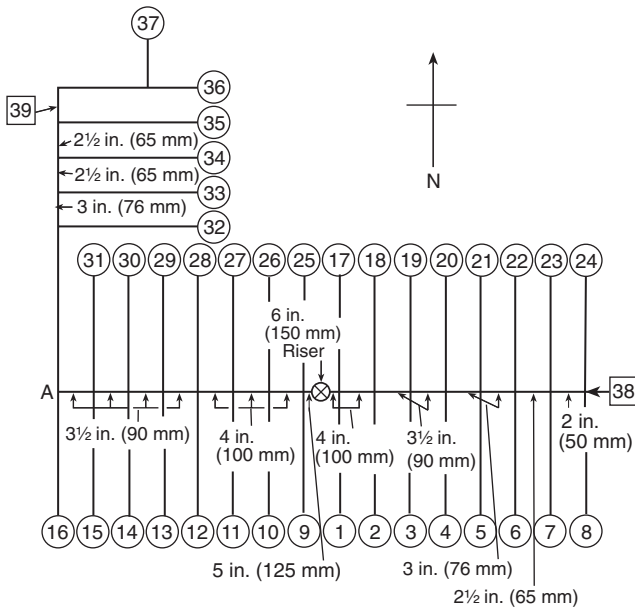 37
36
39
35
2½ in. (65 mm)
34
2½ in. (65 mm)
33
3 in. (76 mm)
32
N
31 30 29 28 27 26 25 17 18 19 20 21 22 23 24
6 in.
(150 mm)
Riser
A
38
3½ in. (90 mm)
4 in.
(100 mm)
4 in.
(100 mm)
3½ in.
(90 mm)
2 in.
(50 mm)
16 15 14 13 12 11 10 9 1 2 3 4 5 6 7 8
5 in. (125 mm)
3 in. (76 mm)
2½ in. (65 mm)